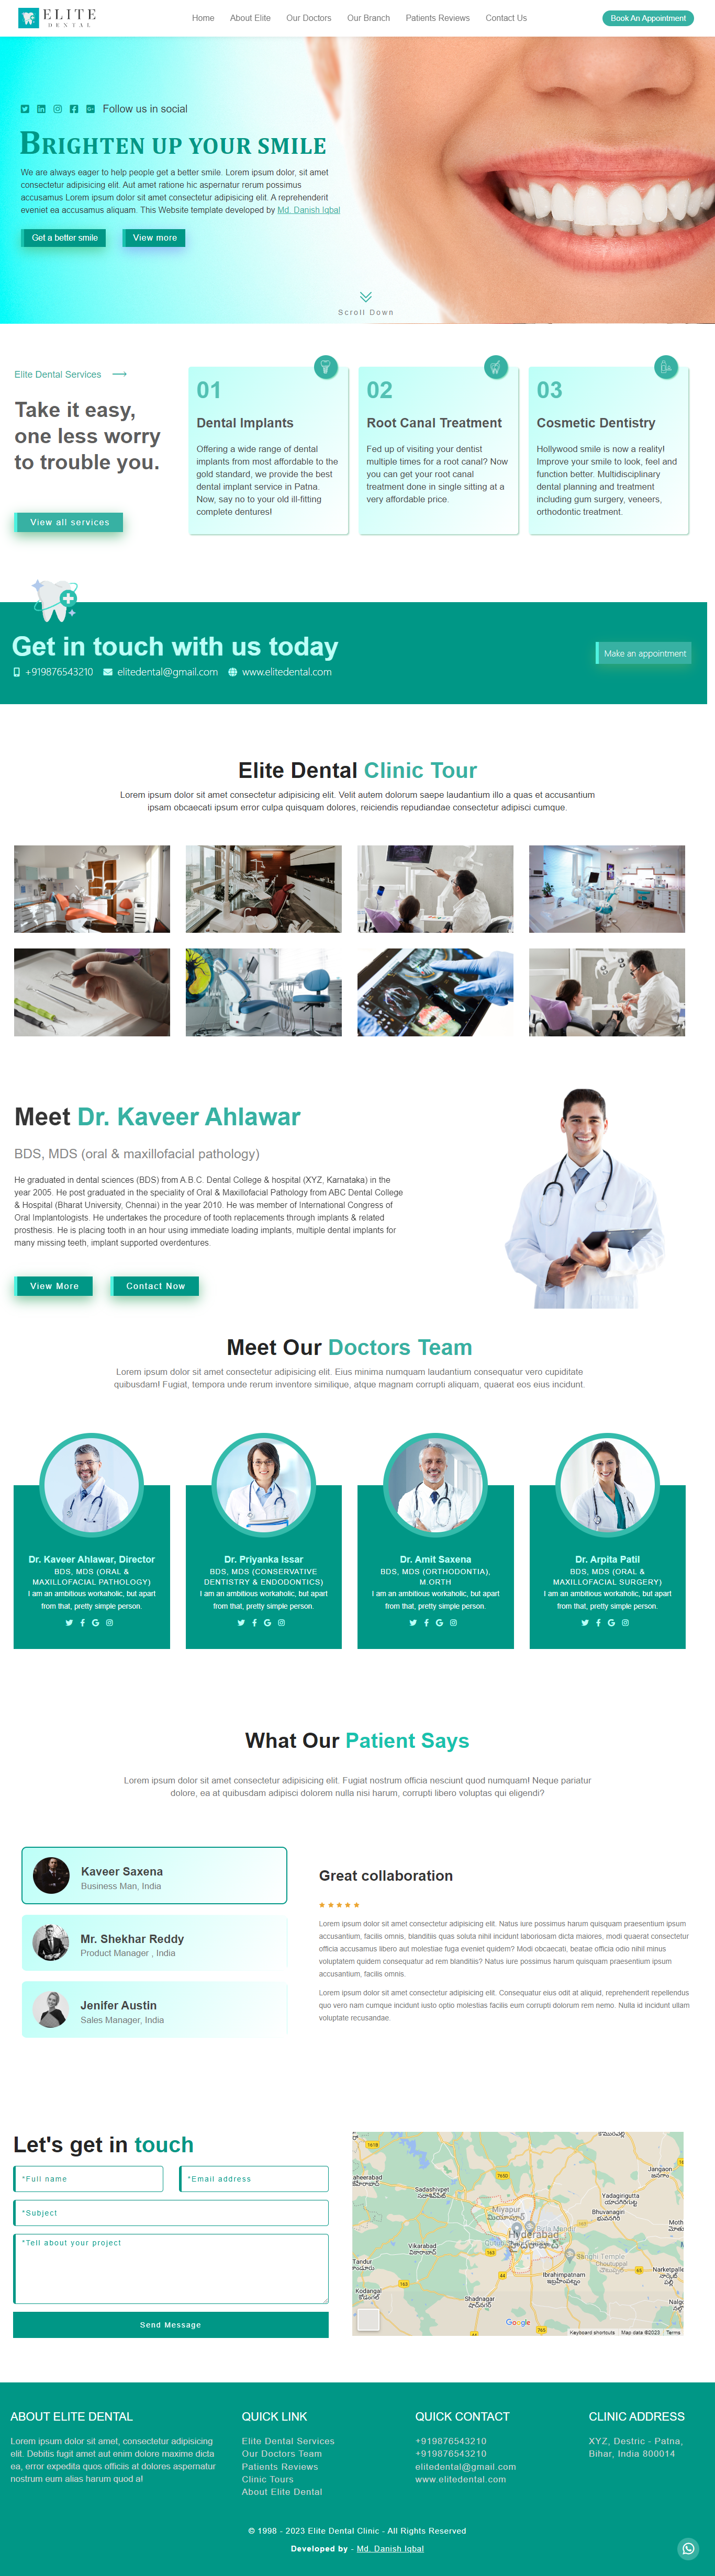 ELITE
DENTAL
Home About Elite Our Doctors Our Branch Patients Reviews Contact Us
Book An Appointment
Follow us in social
BRIGHTEN UP YOUR SMILE
We are always eager to help people get a better smile. Lorem ipsum dolor, sit amet
consectetur adipisicing elit. Aut amet ratione hic aspernatur rerum possimus
accusamus Lorem ipsum dolor sit amet consectetur adipisicing elit. A reprehenderit
eveniet ea accusamus aliquam. This Website template developed by Md. Danish Iqbal
Get a better smile
View more
Scroll Down
Elite Dental Services
Take it easy,
one less worry
to trouble you.
View all services
01
Dental Implants
Offering a wide range of dental
implants from most affordable to the
gold standard, we provide the best
dental implant service in Patna.
Now, say no to your old ill-fitting
complete dentures!
02
Root Canal Treatment
Fed up of visiting your dentist
multiple times for a root canal? Now
you can get your root canal
treatment done in single sitting at a
very affordable price.
03
Cosmetic Dentistry
Hollywood smile is now a reality!
Improve your smile to look, feel and
function better. Multidisciplinary
dental planning and treatment
including gum surgery, veneers,
orthodontic treatment.
Get in touch with us today
+919876543210 elitedental@gmail.com www.elitedental.com
Make an appointment
Elite Dental Clinic Tour
Lorem ipsum dolor sit amet consectetur adipisicing elit. Velit autem dolorum saepe laudantium illo a quas et accusantium
ipsam obcaecati ipsum error culpa quisquam dolores, reiciendis repudiandae consectetur adipisci cumque.
Meet Dr. Kaveer Ahlawar
BDS, MDS (oral & maxillofacial pathology)
He graduated in dental sciences (BDS) from A.B.C. Dental College & hospital (XYZ, Karnataka) in the
year 2005. He post graduated in the speciality of Oral & Maxillofacial Pathology from ABC Dental College
& Hospital (Bharat University, Chennai) in the year 2010. He was member of International Congress of
Oral Implantologists. He undertakes the procedure of tooth replacements through implants & related
prosthesis. He is placing tooth in an hour using immediate loading implants, multiple dental implants for
many missing teeth, implant supported overdentures.
View More
Contact Now
Meet Our Doctors Team
Lorem ipsum dolor sit amet consectetur adipisicing elit. Eius minima numquam laudantium consequatur vero cupiditate
quibusdam! Fugiat, tempora unde rerum inventore similique, atque magnam corrupti aliquam, quaerat eos eius incidunt.
Dr. Kaveer Ahlawar, Director
BDS, MDS (ORAL &
MAXILLOFACIAL PATHOLOGY)
I am an ambitious workaholic, but apart
from that, pretty simple person.
Dr. Priyanka Issar
BDS, MDS (CONSERVATIVE
DENTISTRY & ENDODONTICS)
I am an ambitious workaholic, but apart
from that, pretty simple person.
Dr. Amit Saxena
BDS, MDS (ORTHODONTIA),
M.ORTH
I am an ambitious workaholic, but apart
from that, pretty simple person.
Dr. Arpita Patil
BDS, MDS (ORAL &
MAXILLOFACIAL SURGERY)
I am an ambitious workaholic, but apart
from that, pretty simple person.
What Our Patient Says
Lorem ipsum dolor sit amet consectetur adipisicing elit. Fugiat nostrum officia nesciunt quod numquam! Neque pariatur
dolore, ea at quibusdam adipisci dolorem nulla nisi harum, corrupti libero voluptas qui eligendi?
Kaveer Saxena
Business Man, India
Mr. Shekhar Reddy
Product Manager , India
Jenifer Austin
Sales Manager, India
Great collaboration
Lorem ipsum dolor sit amet consectetur adipisicing elit. Natus iure possimus harum quisquam praesentium ipsum
accusantium, facilis omnis, blanditiis quas soluta nihil incidunt laboriosam dicta maiores, modi quaerat consectetur
officia accusamus libero aut molestiae fuga eveniet quidem? Modi obcaecati, beatae officia odio nihil minus
voluptatem quidem consequatur ad rem blanditiis? Natus iure possimus harum quisquam praesentium ipsum
accusantium, facilis omnis.
Lorem ipsum dolor sit amet consectetur adipisicing elit. Consequatur eius odit at aliquid, reprehenderit repellendus
quo vero nam cumque incidunt iusto optio molestias facilis eum corrupti dolorum rem nemo. Nulla id incidunt ullam
voluptate recusandae.
Let's get in touch
*Full name
*Email address
*Subject
*Tell about your project
Send Message
161B
Jangaon
Sadashivpet
765D
Yadagirigutta
Miyapur
Bhuvanagiri
Hyderabad
Vikarabad
163
Sanghi Temple
Choutuppal
Tandur
44
Ibrahimpatnam
Kodangal
163
Shadnagar
Google
765
Keyboard shortcuts Map data ©2023 Terms
ABOUT ELITE DENTAL
Lorem ipsum dolor sit amet, consectetur adipisicing
elit. Debitis fugit amet aut enim dolore maxime dicta
ea, error expedita quos officiis at dolores aspernatur
nostrum eum alias harum quod a!
QUICK LINK
Elite Dental Services
Our Doctors Team
Patients Reviews
Clinic Tours
About Elite Dental
QUICK CONTACT
+919876543210
+919876543210
elitedental@gmail.com
www.elitedental.com
CLINIC ADDRESS
XYZ, Destric - Patna,
Bihar, India 800014
© 1998 - 2023 Elite Dental Clinic - All Rights Reserved
Developed by - Md. Danish Iqbal